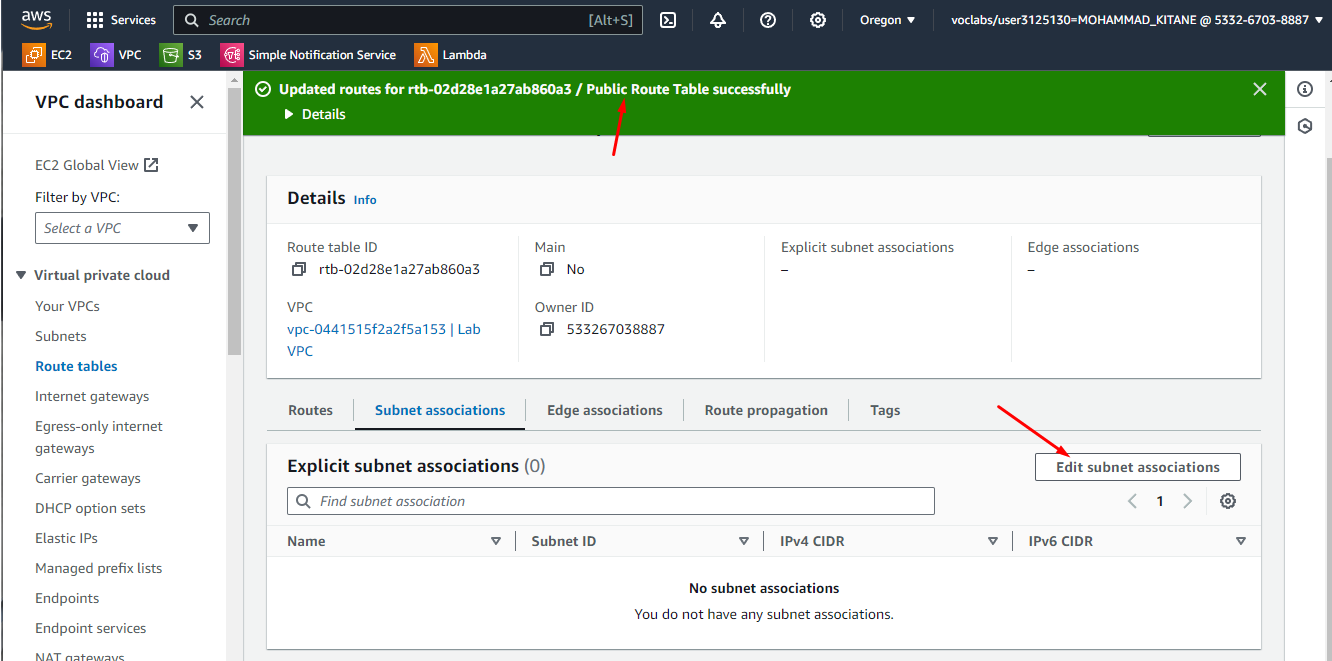 aws
Services
Search
[Alt+S]
Oregon
voclabs/user3125130=MOHAMMAD_KITANE @ 5332-6703-8887
EC2
VPC
S3
Simple Notification Service
Lambda
VPC dashboard
EC2 Global View
Filter by VPC:
Select a VPC
Virtual private cloud
Your VPCs
Subnets
Route tables
Internet gateways
Egress-only internet
gateways
Carrier gateways
DHCP option sets
Elastic IPs
Managed prefix lists
Endpoints
Endpoint services
NAT gateways
Updated routes for rtb-02d28e1a27ab860a3 / Public Route Table successfully
Details
Details Info
Route table ID
rtb-02d28e1a27ab860a3
VPC
vpc-0441515f2a2f5a153 | Lab
VPC
Main
No
Owner ID
533267038887
Explicit subnet associations
–
Edge associations
–
Routes
Subnet associations
Edge associations
Route propagation
Tags
Explicit subnet associations (0)
Edit subnet associations
Find subnet association
1
Name
Subnet ID
IPv4 CIDR
IPv6 CIDR
No subnet associations
You do not have any subnet associations.